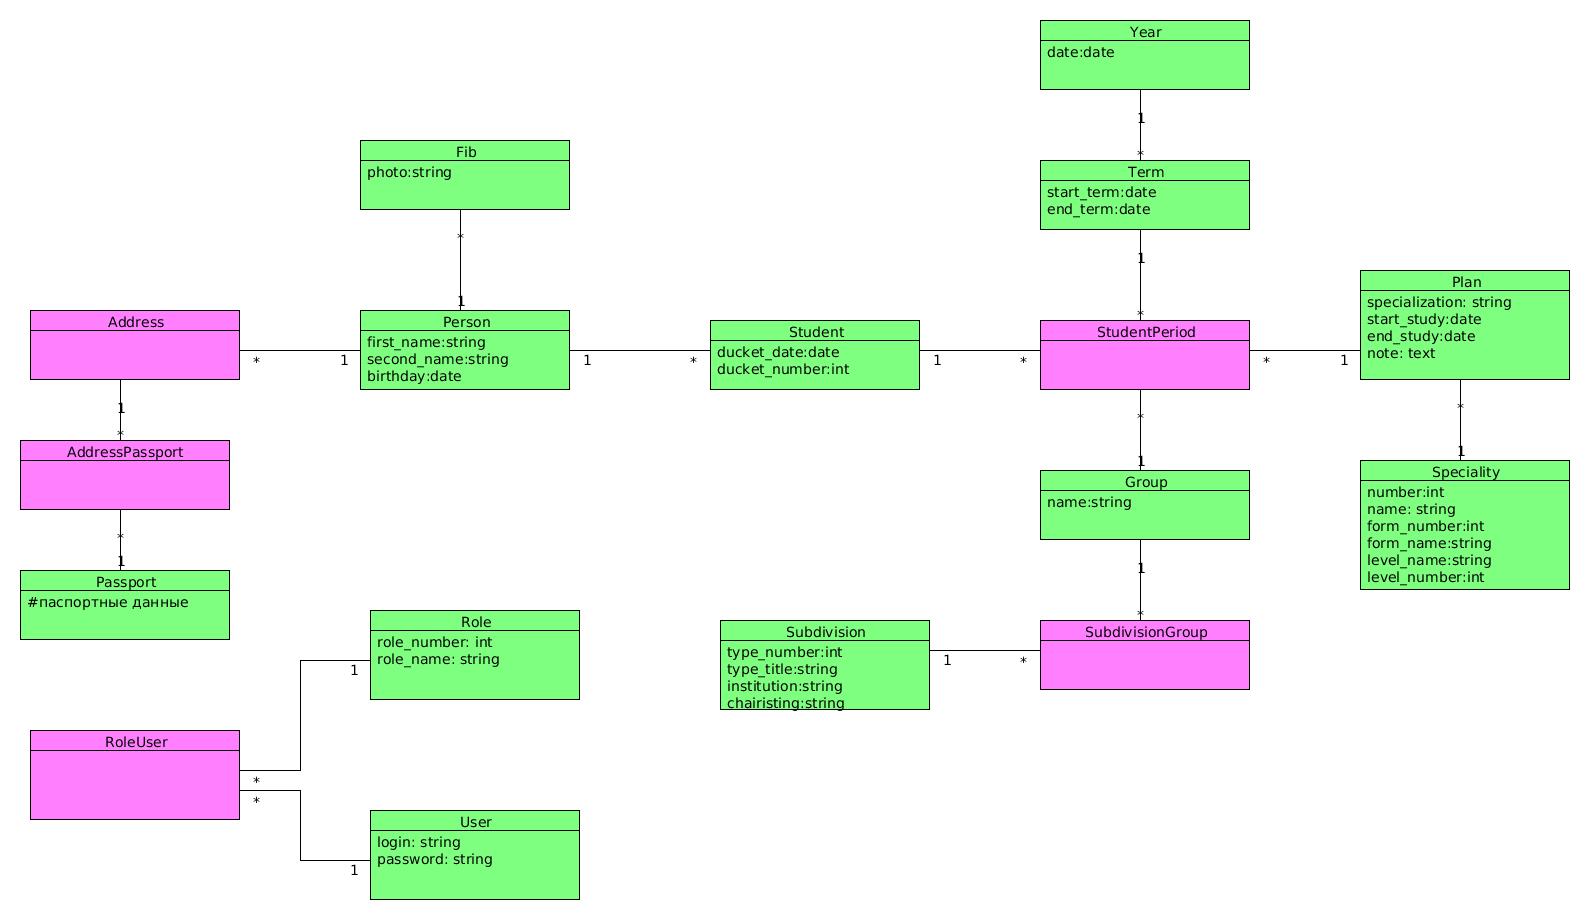 Year
date:date
1
*
Term
start_term:date
end_term:date
1
*
Fib
photo:string
*
1
Address
*
1
Person
first_name:string
second_name:string
birthday:date
1
*
Student
ducket_date:date
ducket_number:int
1
*
StudentPeriod
*
1
Plan
specialization: string
start_study:date
end_study:date
note: text
1
*
AddressPassport
*
1
Passport
#паспортные данные
*
1
Group
name:string
1
*
*
1
Speciality
number:int
name: string
form_number:int
form_name:string
level_name:string
level_number:int
Subdivision
type_number:int
type_title:string
institution:string
chairisting:string
1
*
SubdivisionGroup
Role
role_number: int
role_name: string
1
RoleUser
*
*
User
login: string
password: string
1